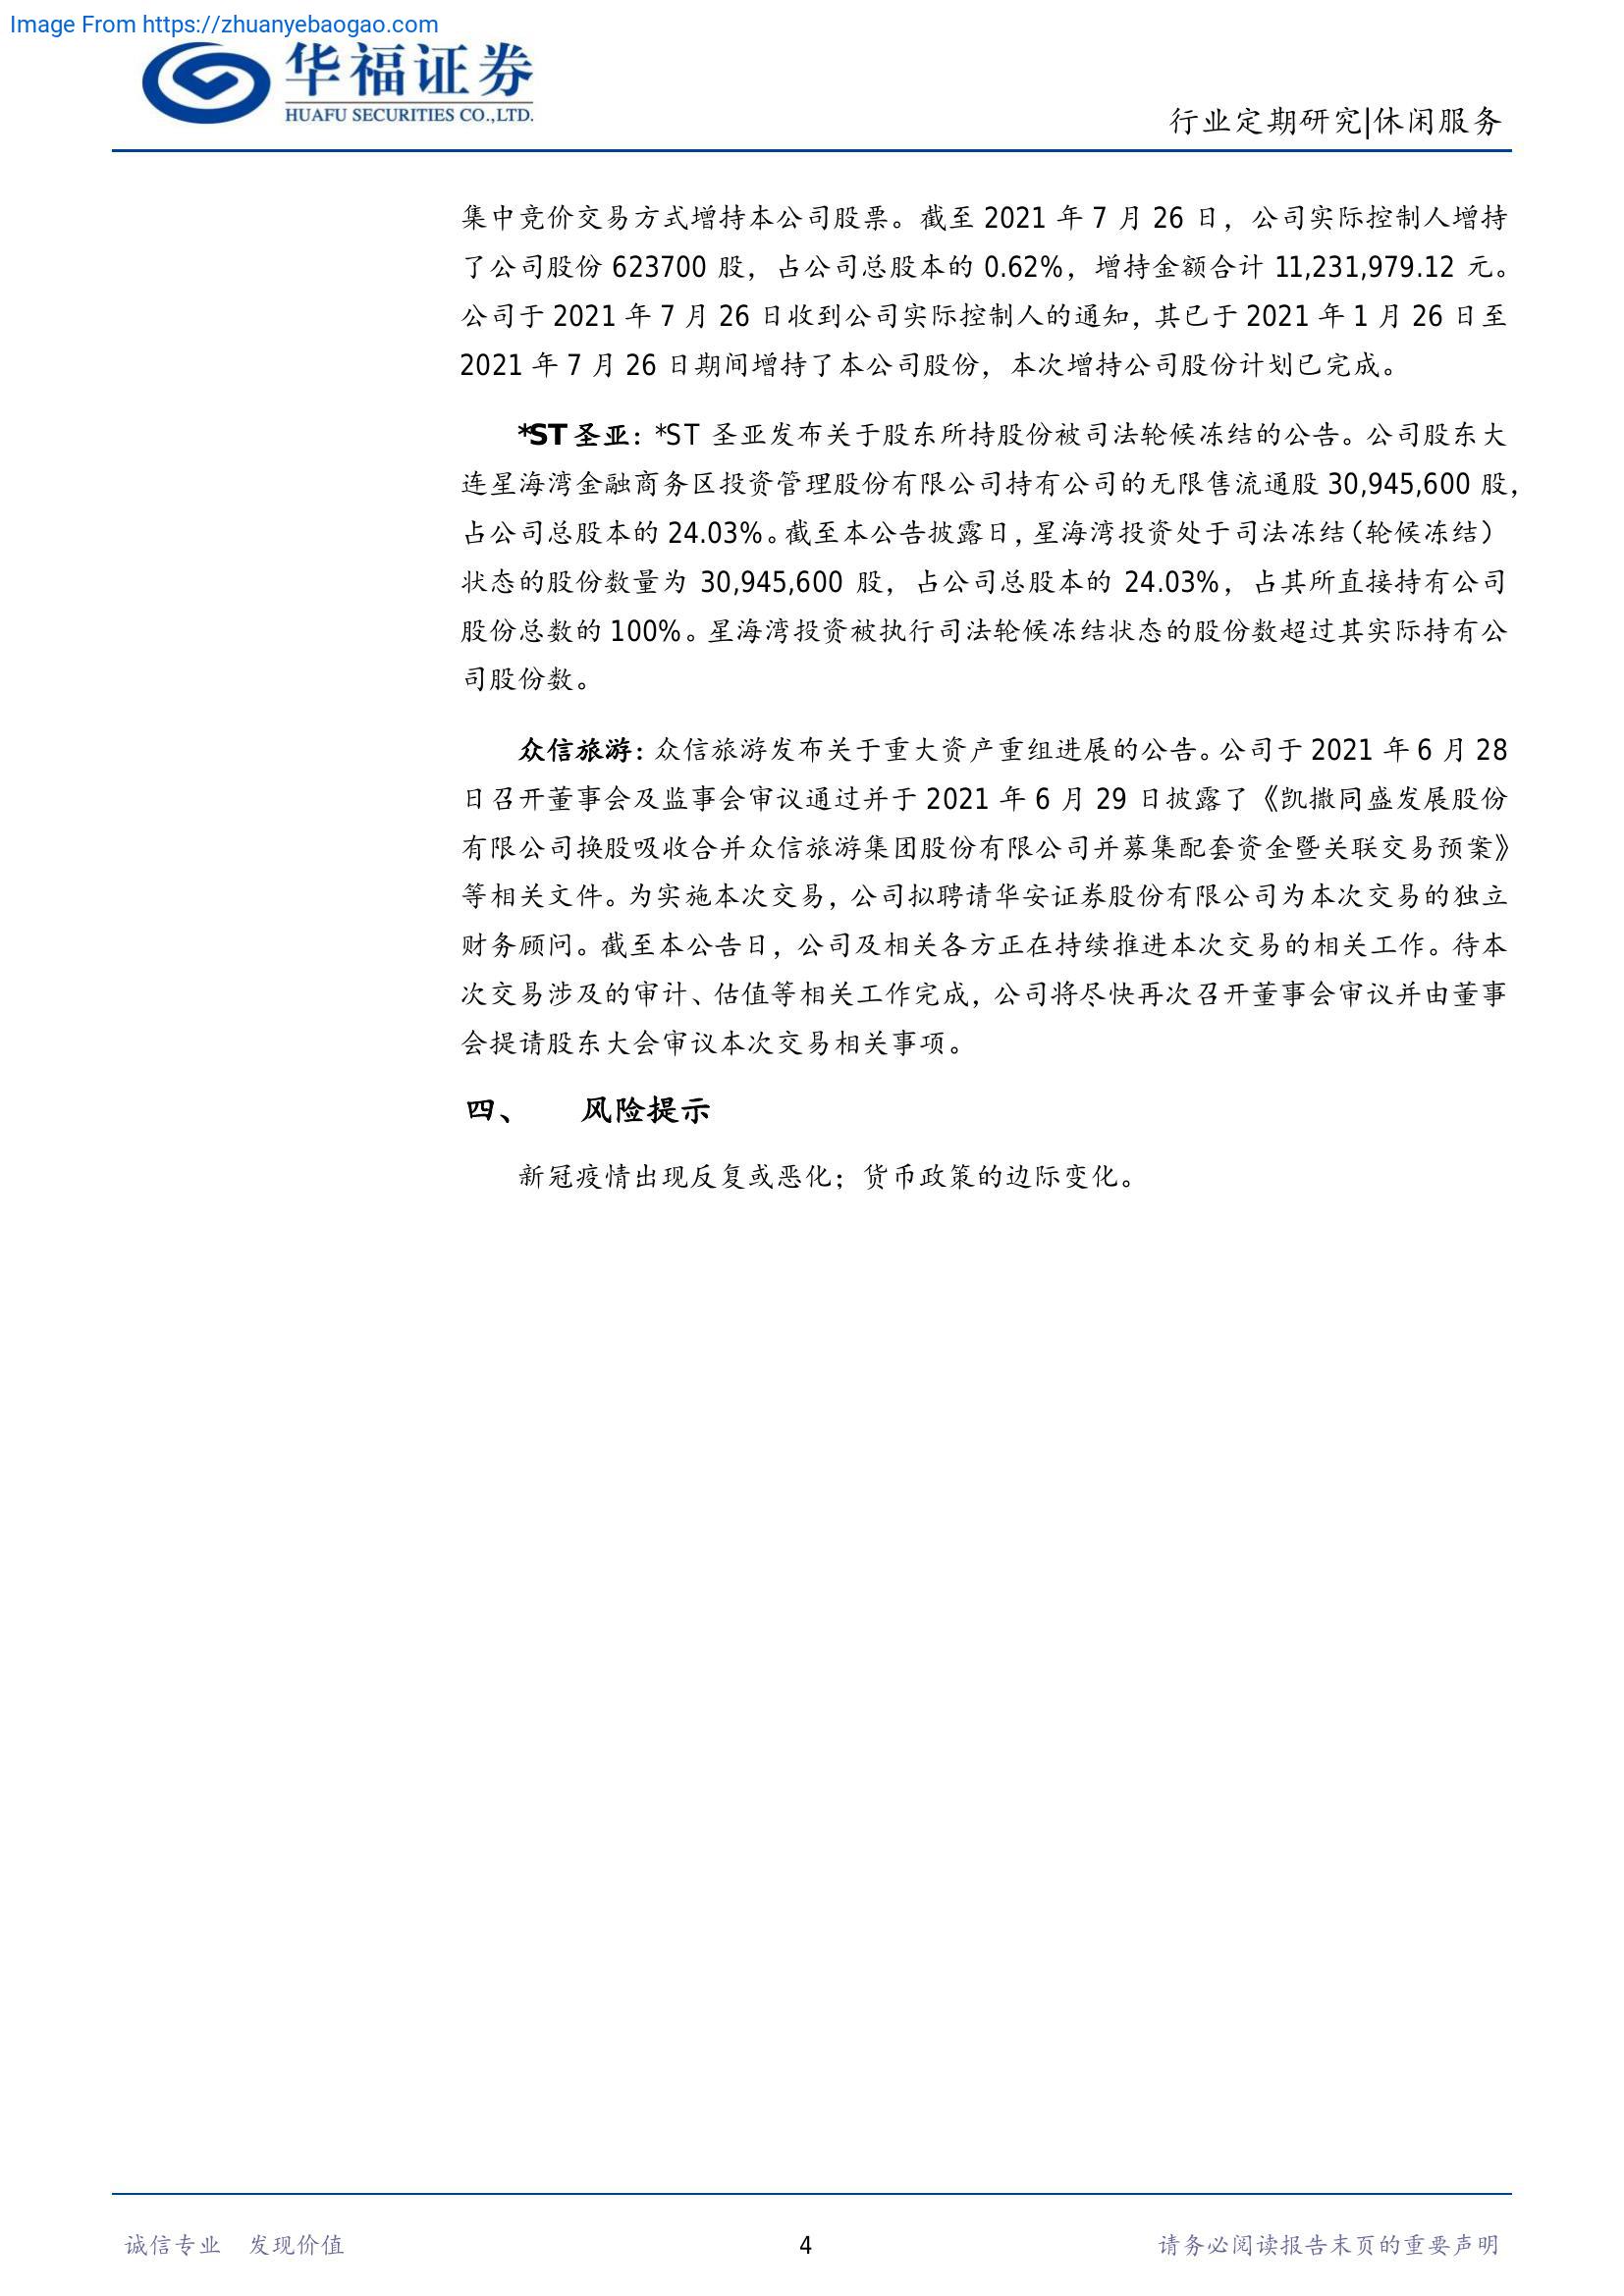 Image From https://zhuanyebaogao.com
华福证券
HUAFU SECURITIES CO.,LTD.
行业定期研究|休闲服务
集中竞价交易方式增持本公司股票。截至 2021 年 7 月 26 日，公司实际控制人增持
了公司股份 623700 股，占公司总股本的 0.62%，增持金额合计 11,231,979.12 元。
公司于 2021 年 7 月 26 日收到公司实际控制人的通知，其已于 2021 年 1 月 26 日至
2021 年 7 月 26 日期间增持了本公司股份，本次增持公司股份计划已完成。
*ST 圣亚：*ST 圣亚发布关于股东所持股份被司法轮候冻结的公告。公司股东大
连星海湾金融商务区投资管理股份有限公司持有公司的无限售流通股 30,945,600 股，
占公司总股本的 24.03%。截至本公告披露日，星海湾投资处于司法冻结（轮候冻结）
状态的股份数量为 30,945,600 股，占公司总股本的 24.03%，占其所直接持有公司
股份总数的 100%。星海湾投资被执行司法轮候冻结状态的股份数超过其实际持有公
司股份数。
众信旅游：众信旅游发布关于重大资产重组进展的公告。公司于 2021 年 6 月 28
日召开董事会及监事会审议通过并于 2021 年 6 月 29 日披露了《凯撒同盛发展股份
有限公司换股吸收合并众信旅游集团股份有限公司并募集配套资金暨关联交易预案》
等相关文件。为实施本次交易，公司拟聘请华安证券股份有限公司为本次交易的独立
财务顾问。截至本公告日，公司及相关各方正在持续推进本次交易的相关工作。待本
次交易涉及的审计、估值等相关工作完成，公司将尽快再次召开董事会审议并由董事
会提请股东大会审议本次交易相关事项。
四、 风险提示
新冠疫情出现反复或恶化；货币政策的边际变化。
诚信专业 发现价值 4 请务必阅读报告末页的重要声明